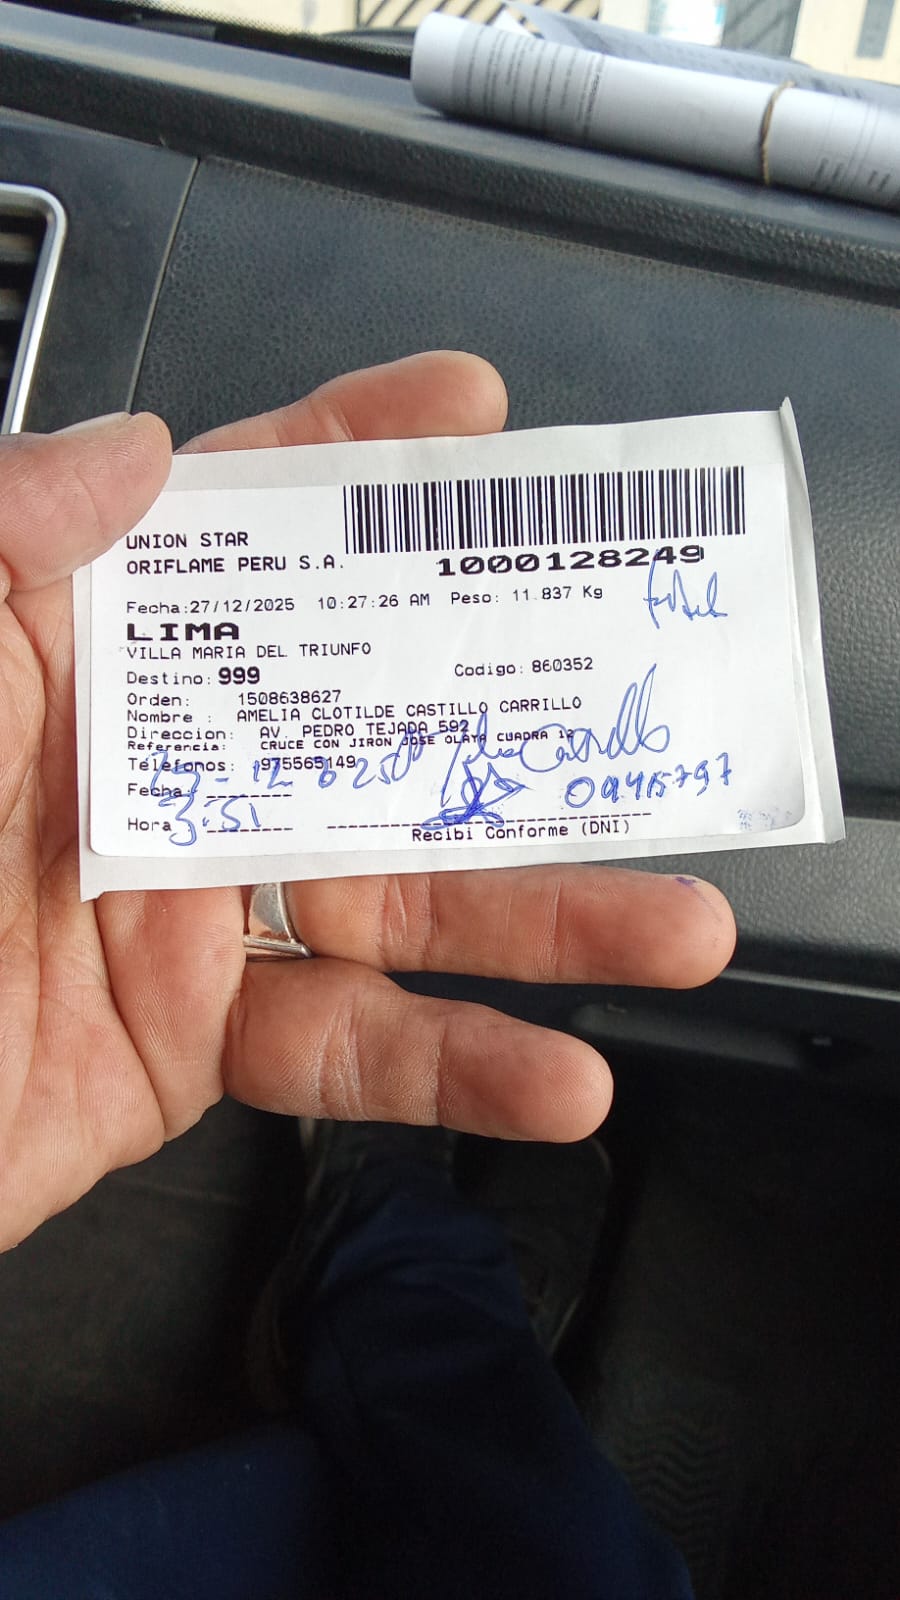 UNION STAR
ORIFLAME PERU S.A.
1000128249
Fecha:27/12/2025 10:27:26 AM Peso: 11.837 Kg
LIMA
VILLA MARIA DEL TRIUNFO
Destino: 999 Codigo: 860352
Orden: 1508638627
Nombre : AMELIA CLOTILDE CASTILLO CARRILLO
Direccion: AV. PEDRO TEJADA 592
Referencia: CRUCE CON JIRON JOSE OLAYA CUADRA 12
Telefonos: 975565149
Fecha:
Hora 3:51
Recibi Conforme (DNI)